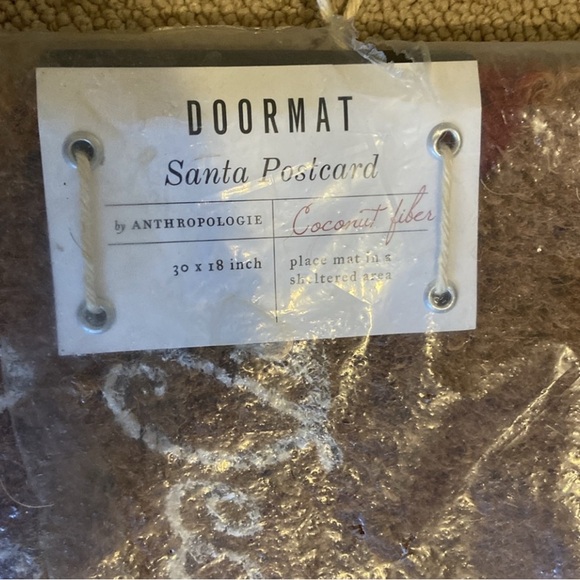 DOORMAT
Santa Postcard
by ANTHROPOLOGIE
Coconut fiber
30 x 18 inch
place mat in a
sheltered area